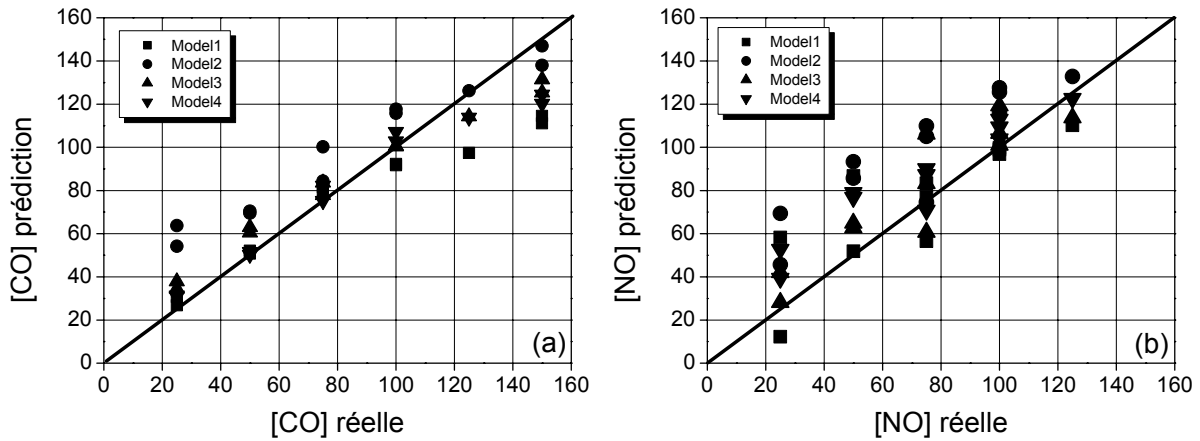 160
140
120
100
80
60
40
20
0
[CO] prédiction
Model1
Model2
Model3
Model4
(a)
0 20 40 60 80 100 120 140 160
[CO] réelle
160
140
120
100
80
60
40
20
0
[NO] prédiction
Model1
Model2
Model3
Model4
(b)
0 20 40 60 80 100 120 140 160
[NO] réelle